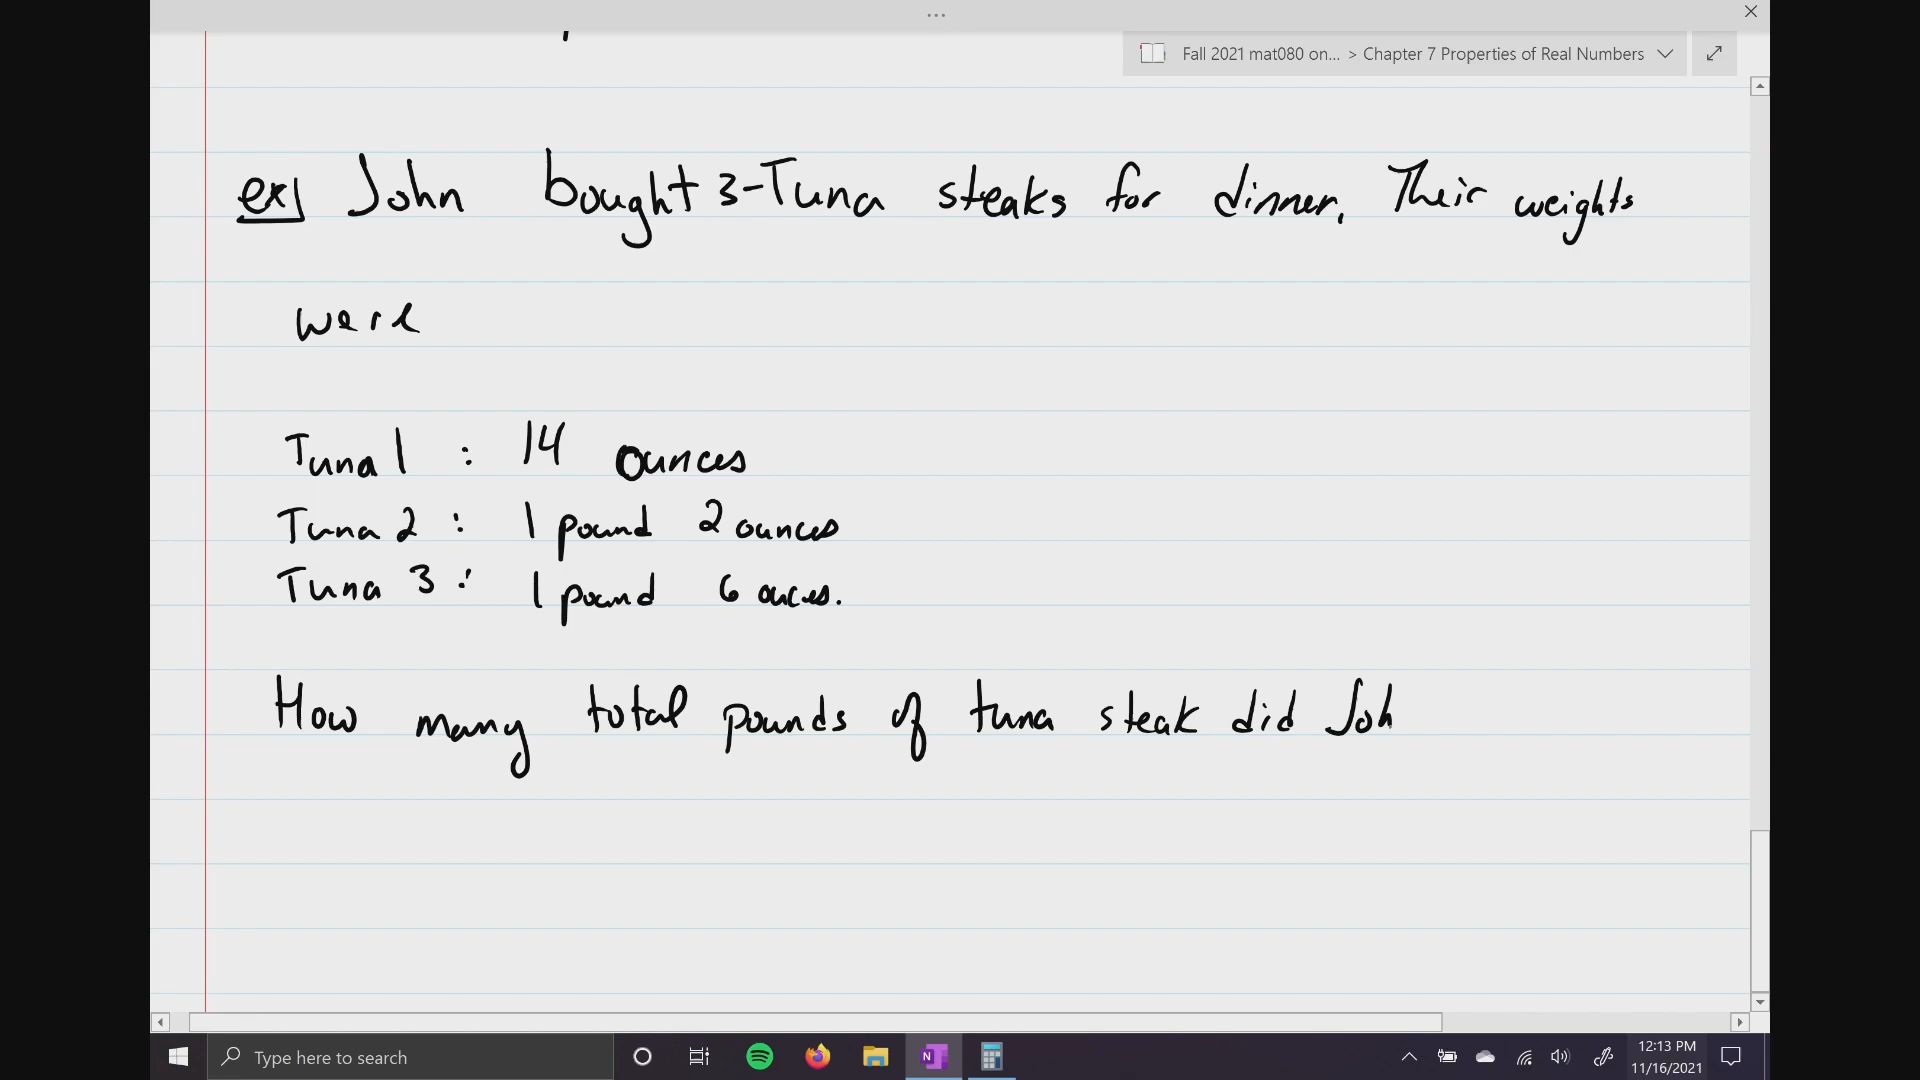 ...
Fall 2021 mat080 on... > Chapter 7 Properties of Real Numbers
ex) John bought 3-Tuna steaks for dinner. Their weights
were
Tuna 1 : 14 ounces
Tuna 2 : 1 pound 2 ounces
Tuna 3 : 1 pound 6 ounces.
How many total pounds of tuna steak did Joh
Type here to search
12:13 PM
11/16/2021